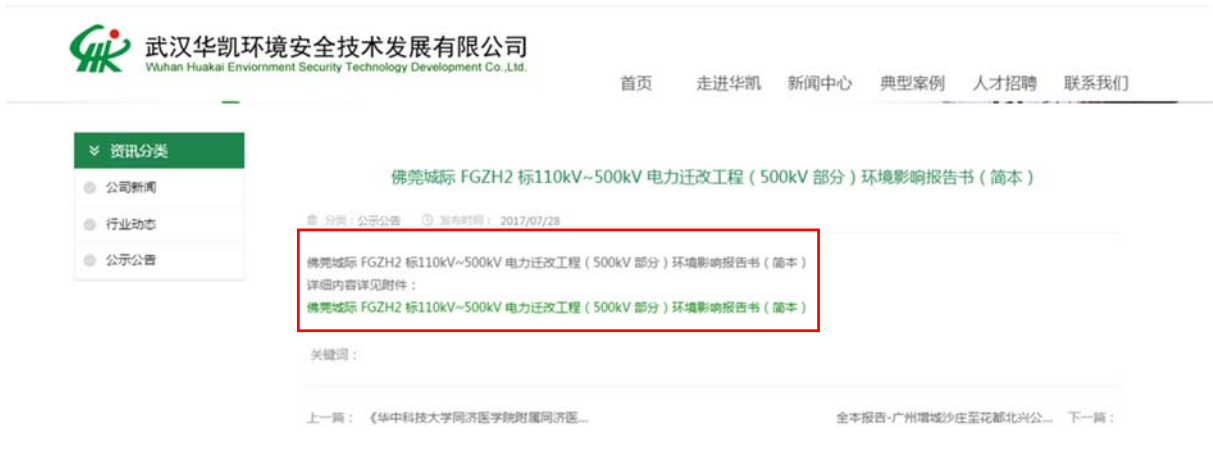 武汉华凯环境安全技术发展有限公司
Wuhan Huakai Enviornment Security Technology Development Co.,Ltd.
首页 走进华凯 新闻中心 典型案例 人才招聘 联系我们
资讯分类
公司新闻
行业动态
公示公告
佛莞城际 FGZH2 标110kV~500kV 电力迁改工程（500kV 部分）环境影响报告书（简本）
分类：公示公告 发布时间： 2017/07/28
佛莞城际 FGZH2 标110kV~500kV 电力迁改工程（500kV 部分）环境影响报告书（简本）
详细内容详见附件：
佛莞城际 FGZH2 标110kV~500kV 电力迁改工程（500kV 部分）环境影响报告书（简本）
关键词：
上一篇： 《华中科技大学同济医学院附属同济医... 全本报告-广州增城沙庄至花都北兴公... 下一篇：